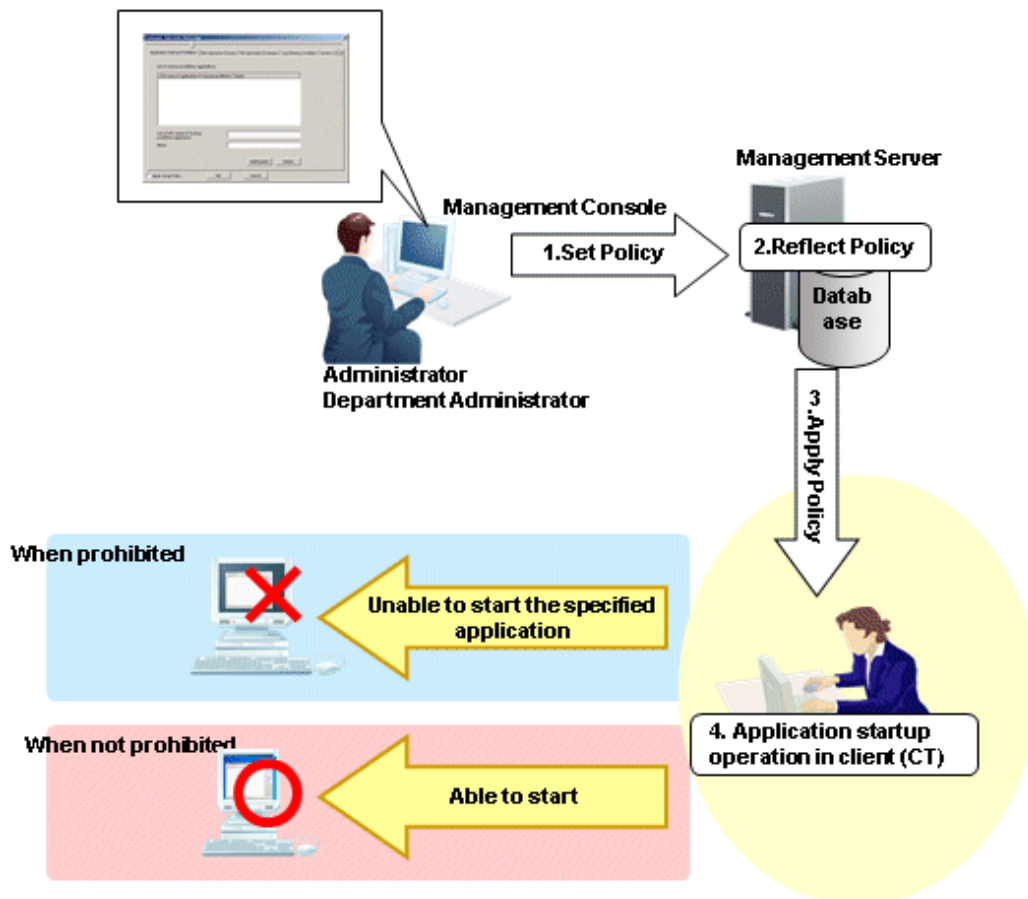 Management Server
Management Console
1.Set Policy
2.Reflect Policy
Datab
ase
Administrator
Department Administrator
3
.Apply Policy
When prohibited
Unable to start the specified
application
4. Application startup
operation in client (CT)
When not prohibited
Able to start